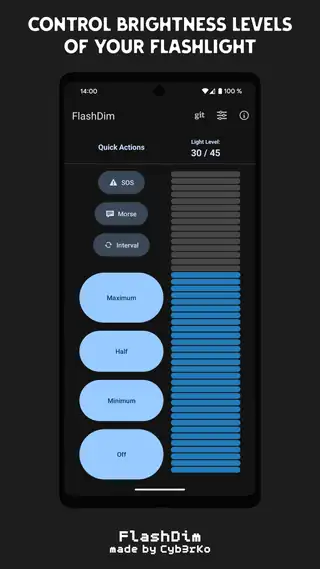 CONTROL BRIGHTNESS LEVELS
OF YOUR FLASHLIGHT
14:00
100 %
FlashDim
git
Quick Actions
Light Level:
30 / 45
SOS
Morse
Interval
Maximum
Half
Minimum
Off
FlashDim
made by Cyb3rKo